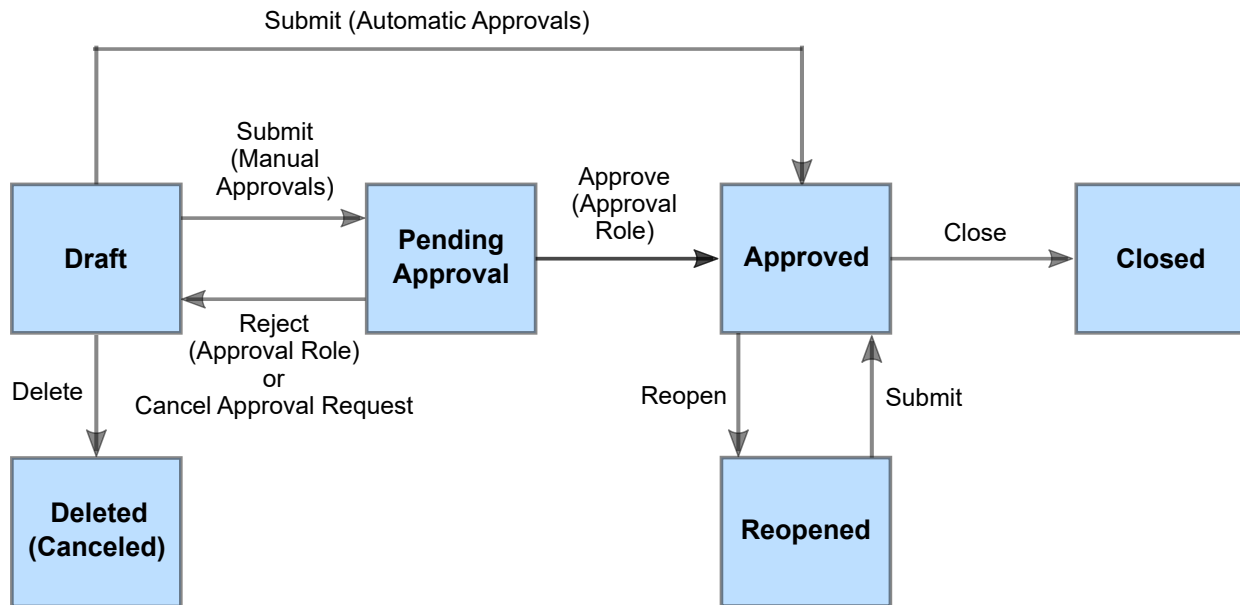 Submit (Automatic Approvals)
Submit
(Manual
Approvals)
Approve
(Approval
Role)
Draft
Pending
Approval
Approved
Close
Closed
Reject
(Approval Role)
or
Cancel Approval Request
Delete
Reopen
Submit
Deleted
(Canceled)
Reopened